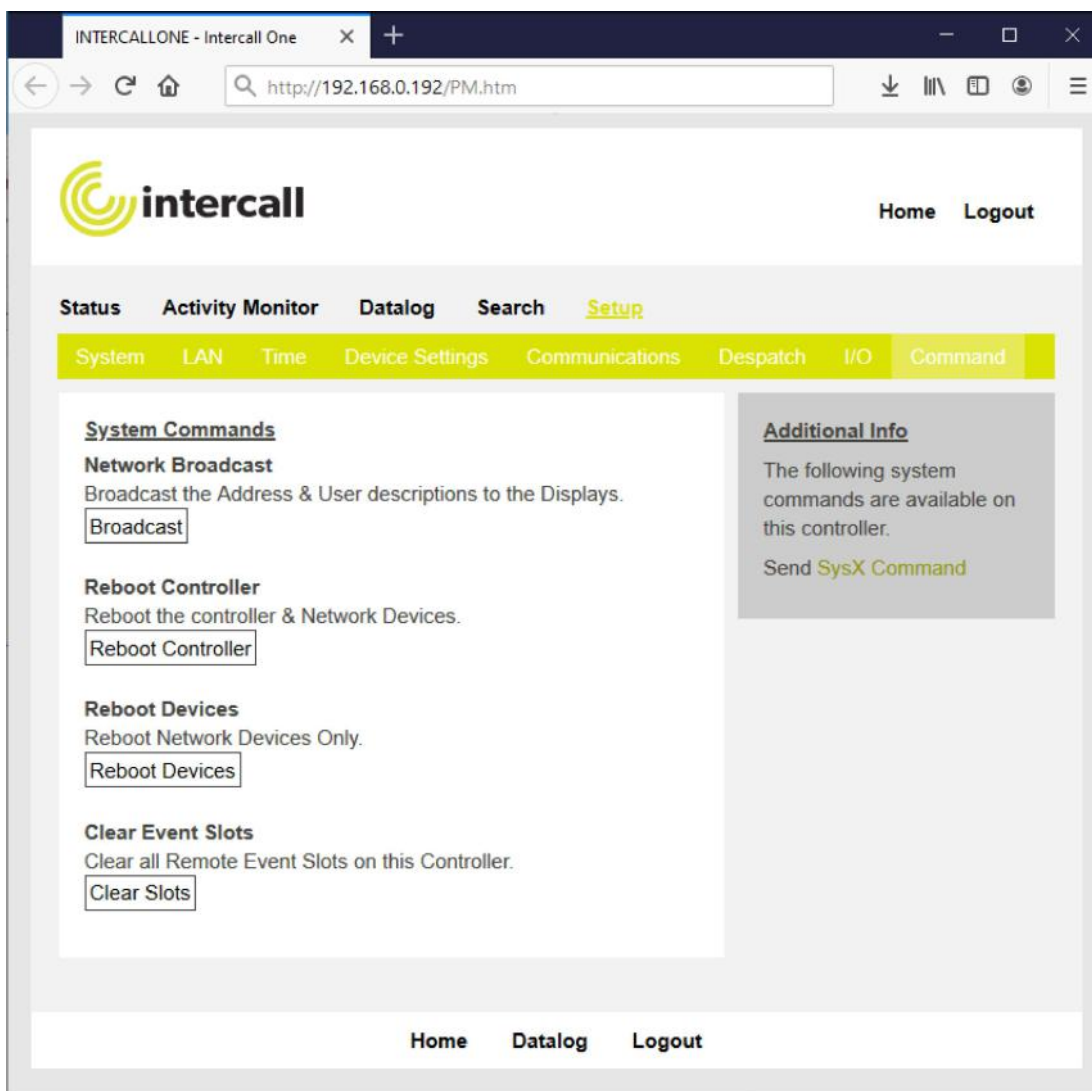 INTERCALLONE - Intercall One
http://192.168.0.192/PM.htm
intercall
Home Logout
Status Activity Monitor Datalog Search Setup
System LAN Time Device Settings Communications Despatch I/O Command
System Commands
Network Broadcast
Broadcast the Address & User descriptions to the Displays.
Broadcast
Reboot Controller
Reboot the controller & Network Devices.
Reboot Controller
Reboot Devices
Reboot Network Devices Only.
Reboot Devices
Clear Event Slots
Clear all Remote Event Slots on this Controller.
Clear Slots
Additional Info
The following system
commands are available on
this controller.
Send SysX Command
Home Datalog Logout